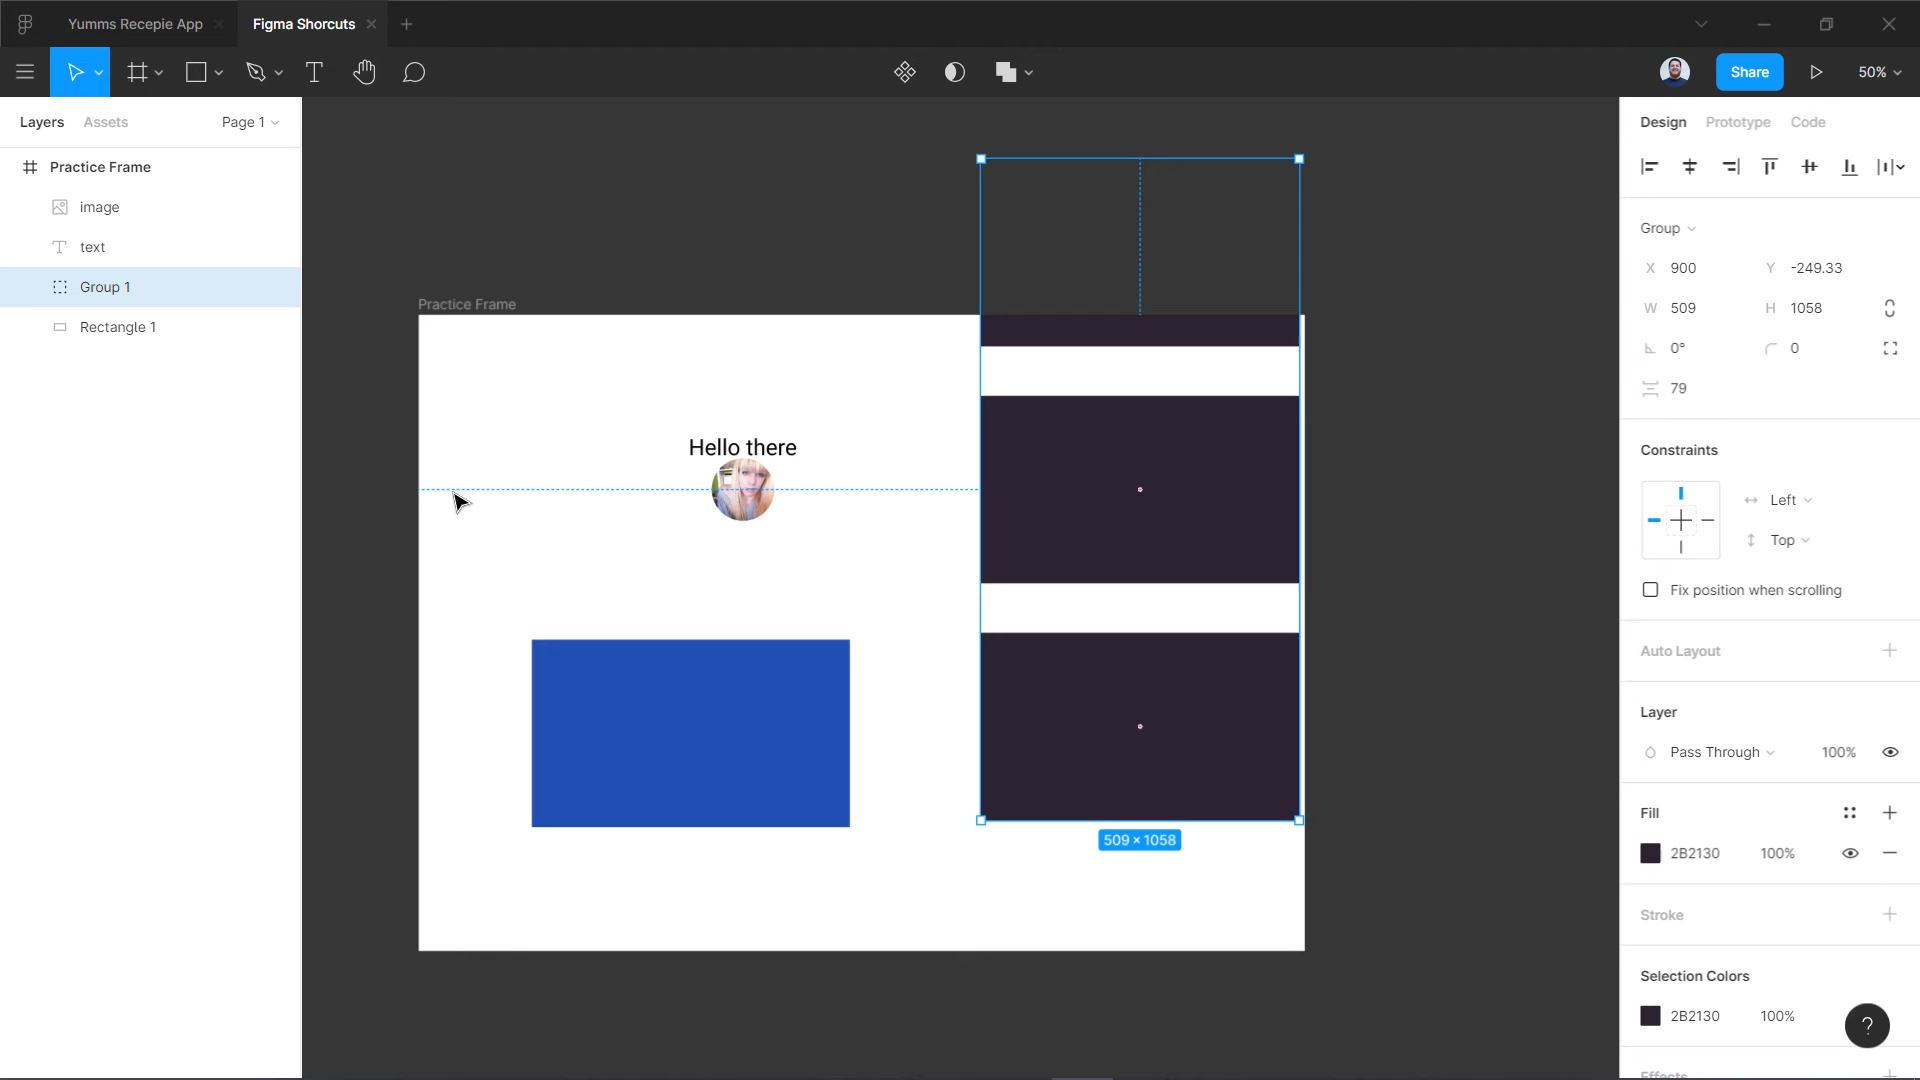 Yumms Recepie App
Figma Shorcuts
Share
50%
Layers
Assets
Page 1
Practice Frame
image
text
Group 1
Rectangle 1
Practice Frame
Hello there
509 × 1058
Design
Prototype
Code
Group
X 900
Y -249.33
W 509
H 1058
0°
0
79
Constraints
Left
Top
Fix position when scrolling
Auto Layout
Layer
Pass Through
100%
Fill
2B2130
100%
Stroke
Selection Colors
2B2130
100%
?
Effects